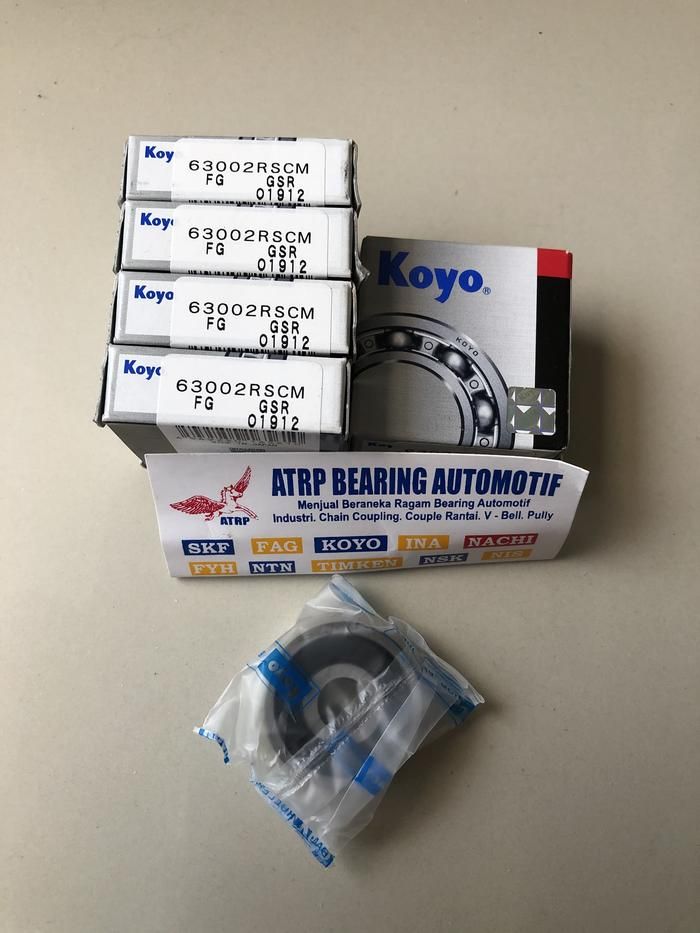 Koyo
63002RSCM
FG GSR
01912
Koyo
63002RSCM
FG GSR
01912
Koyo
63002RSCM
FG GSR
01912
Koyo
63002RSCM
FG GSR
01912
Koyo®
KOYO
ATRP BEARING AUTOMOTIF
Menjual Beraneka Ragam Bearing Automotif
Industri. Chain Coupling. Couple Rantai. V - Bell. Pully
ATRP
SKF FAG KOYO INA NACHI
FYH NTN TIMKEN NSK NIS
Koyo